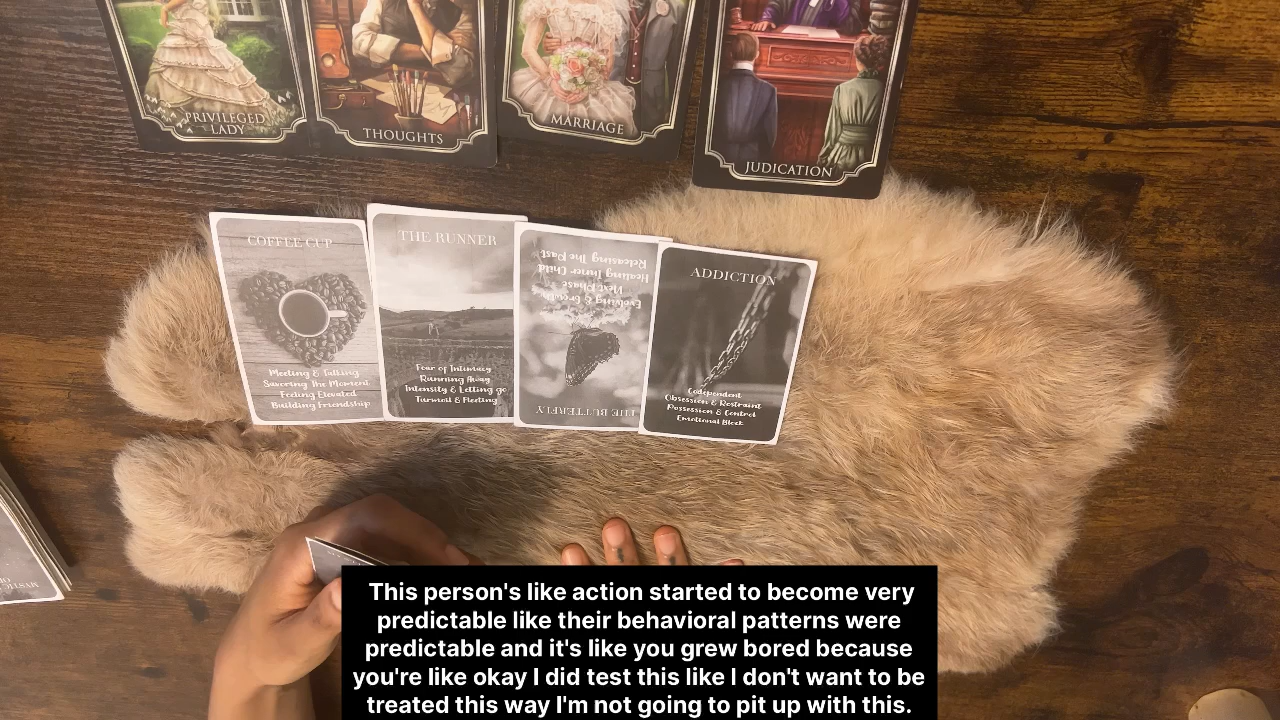 PRIVILEGED
LADY
THOUGHTS
MARRIAGE
JUDICATION
COFFEE CUP
Meeting & Talking
Savoring The Moment
Feeling Elevated
Building Friendship
THE RUNNER
Fear of Intimacy
Running Away
Intensity & Letting go
Turmoil & Fleeting
THE BUTTERFLY
Evolving & Growing
Next Phase
Healing Inner Child
Releasing The Past
ADDICTION
Codependent
Obsession & Restraint
Possession & Control
Emotional Block
This person's like action started to become very
predictable like their behavioral patterns were
predictable and it's like you grew bored because
you're like okay I did test this like I don't want to be
treated this way I'm not going to pit up with this.